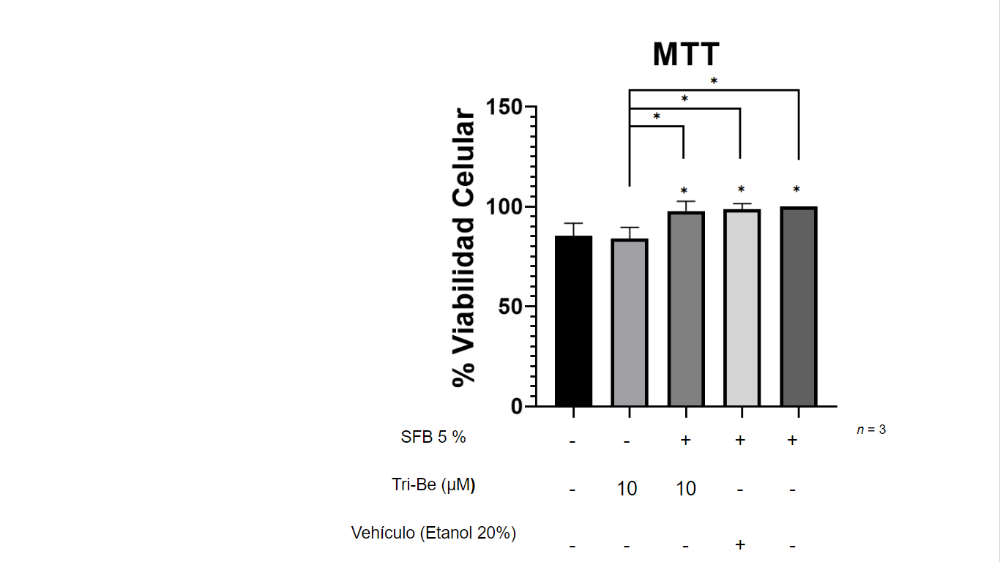 MTT
*
*
*
% Viabilidad Celular
150
100
50
0
* * *
SFB 5 % - - + + +
n = 3
Tri-Be (µM) - 10 10 - -
Vehículo (Etanol 20%) - - - + -